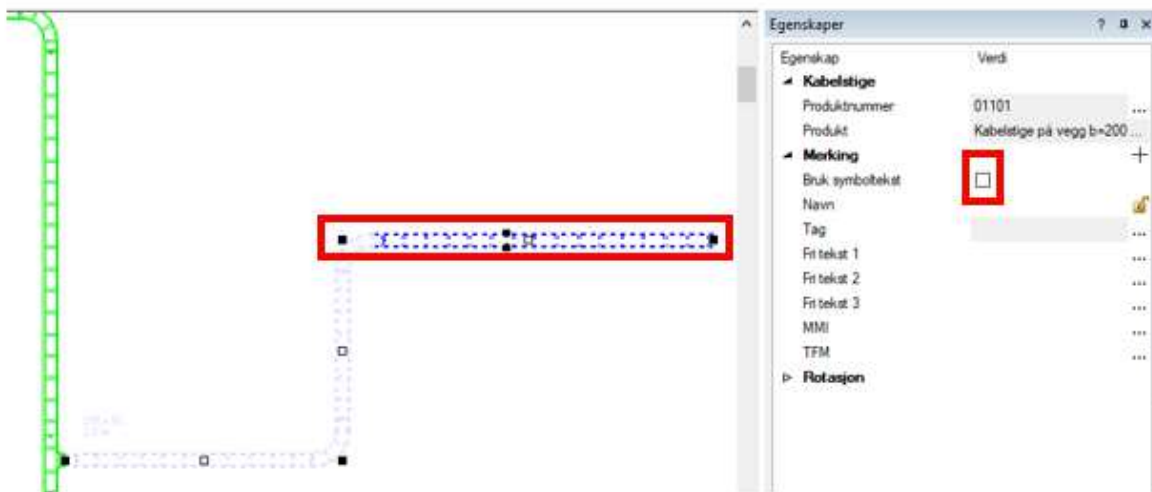 Egenskaper
Egenskap Verdi
Kabelstige
Produktnummer 01101 ...
Produkt Kabelstige på vegg b=200 ...
Merking
Bruk symboltekst
Navn
Tag ...
Fri tekst 1 ...
Fri tekst 2 ...
Fri tekst 3 ...
MMI ...
TFM ...
Rotasjon